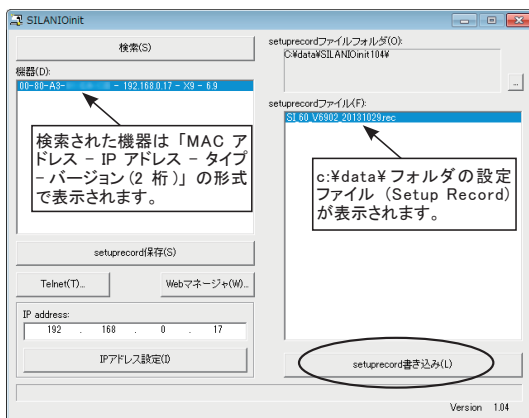 SILANIOinit
検索(S)
機器(D):
00-80-A3- - 192.168.0.17 - X9 - 6.9
検索された機器は「MAC ア
ドレス – IP アドレス – タイプ
– バージョン(2 桁)」の形式
で表示されます。
setuprecord保存(S)
Telnet(T)...
Webマネージャ(W)...
IP address:
192 . 168 . 0 . 17
IPアドレス設定(I)
setuprecordファイルフォルダ(O):
C:¥data¥SILANIOinit104¥
...
setuprecordファイル(F):
SI_60_V6902_20131029.rec
c:¥data¥フォルダの設定
ファイル (Setup Record)
が表示されます。
setuprecord書き込み(L)
Version 1.04